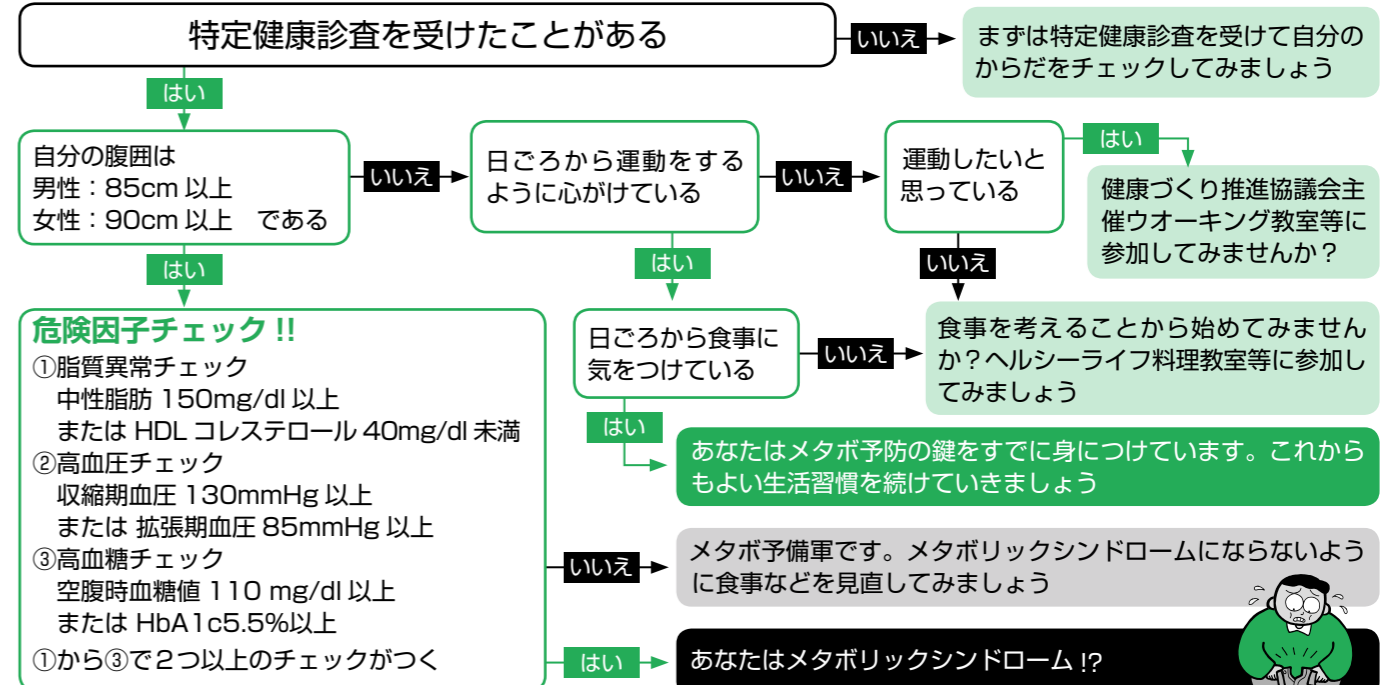 特定健康診査を受けたことがある
いいえ
まずは特定健康診査を受けて自分の
からだをチェックしてみましょう
はい
自分の腹囲は
男性：85cm 以上
女性：90cm 以上　である
いいえ
日ごろから運動をする
ように心がけている
いいえ
運動したいと
思っている
はい
健康づくり推進協議会主
催ウオーキング教室等に
参加してみませんか？
はい
はい
いいえ
危険因子チェック !!
①脂質異常チェック
中性脂肪 150mg/dl 以上
または HDL コレステロール 40mg/dl 未満
②高血圧チェック
収縮期血圧 130mmHg 以上
または 拡張期血圧 85mmHg 以上
③高血糖チェック
空腹時血糖値 110 mg/dl 以上
または HbA1c5.5%以上
①から③で２つ以上のチェックがつく
日ごろから食事に
気をつけている
いいえ
食事を考えることから始めてみません
か？ヘルシーライフ料理教室等に参加し
てみましょう
はい
あなたはメタボ予防の鍵をすでに身につけています。これから
もよい生活習慣を続けていきましょう
いいえ
メタボ予備軍です。メタボリックシンドロームにならないよう
に食事などを見直してみましょう
はい
あなたはメタボリックシンドローム !?